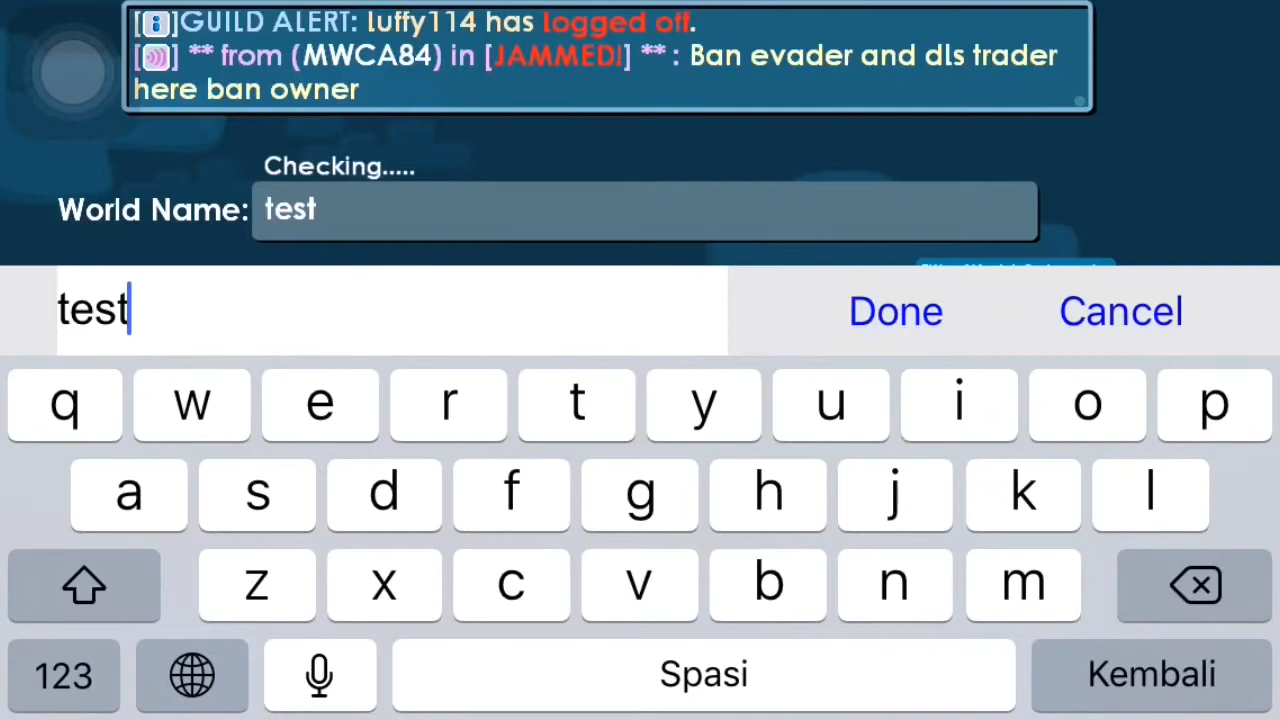 GUILD ALERT: luffy114 has logged off.
** from (MWCA84) in [JAMMED!] ** : Ban evader and dls trader
here ban owner
Checking.....
World Name: test
test Done Cancel
q w e r t y u i o p
a s d f g h j k l
z x c v b n m
123 Spasi Kembali